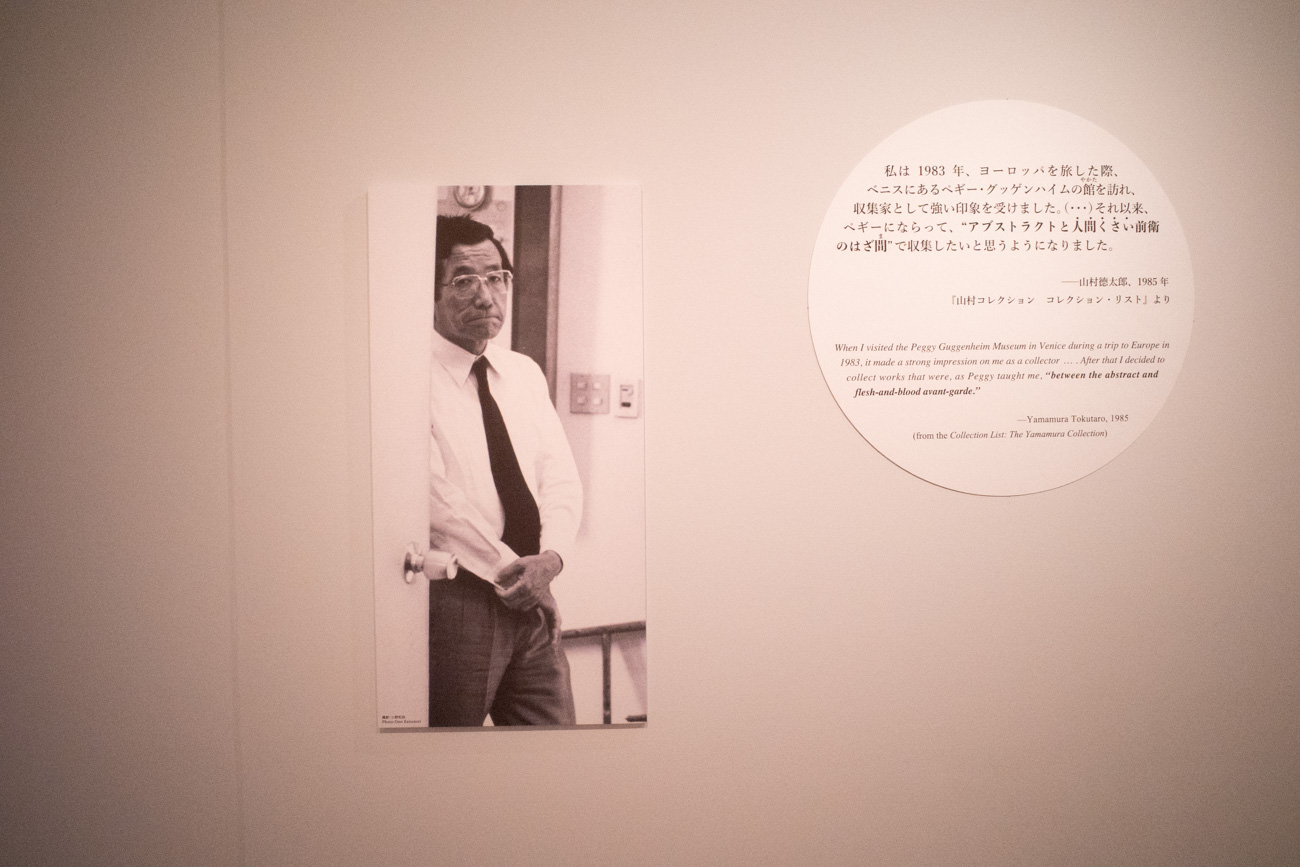 私は 1983 年、ヨーロッパを旅した際、
ベニスにあるペギー・グッゲンハイムの館を訪れ、
やかた
収集家として強い印象を受けました。(･･･)それ以来、
ペギーにならって、“アブストラクトと人間くさい前衛
のはざ間”で収集したいと思うようになりました。
ま
──山村德太郎、1985 年
『山村コレクション　コレクション・リスト』より
When I visited the Peggy Guggenheim Museum in Venice during a trip to Europe in
1983, it made a strong impression on me as a collector … . After that I decided to
collect works that were, as Peggy taught me, “between the abstract and
flesh-and-blood avant-garde.”
—Yamamura Tokutaro, 1985
(from the Collection List: The Yamamura Collection)